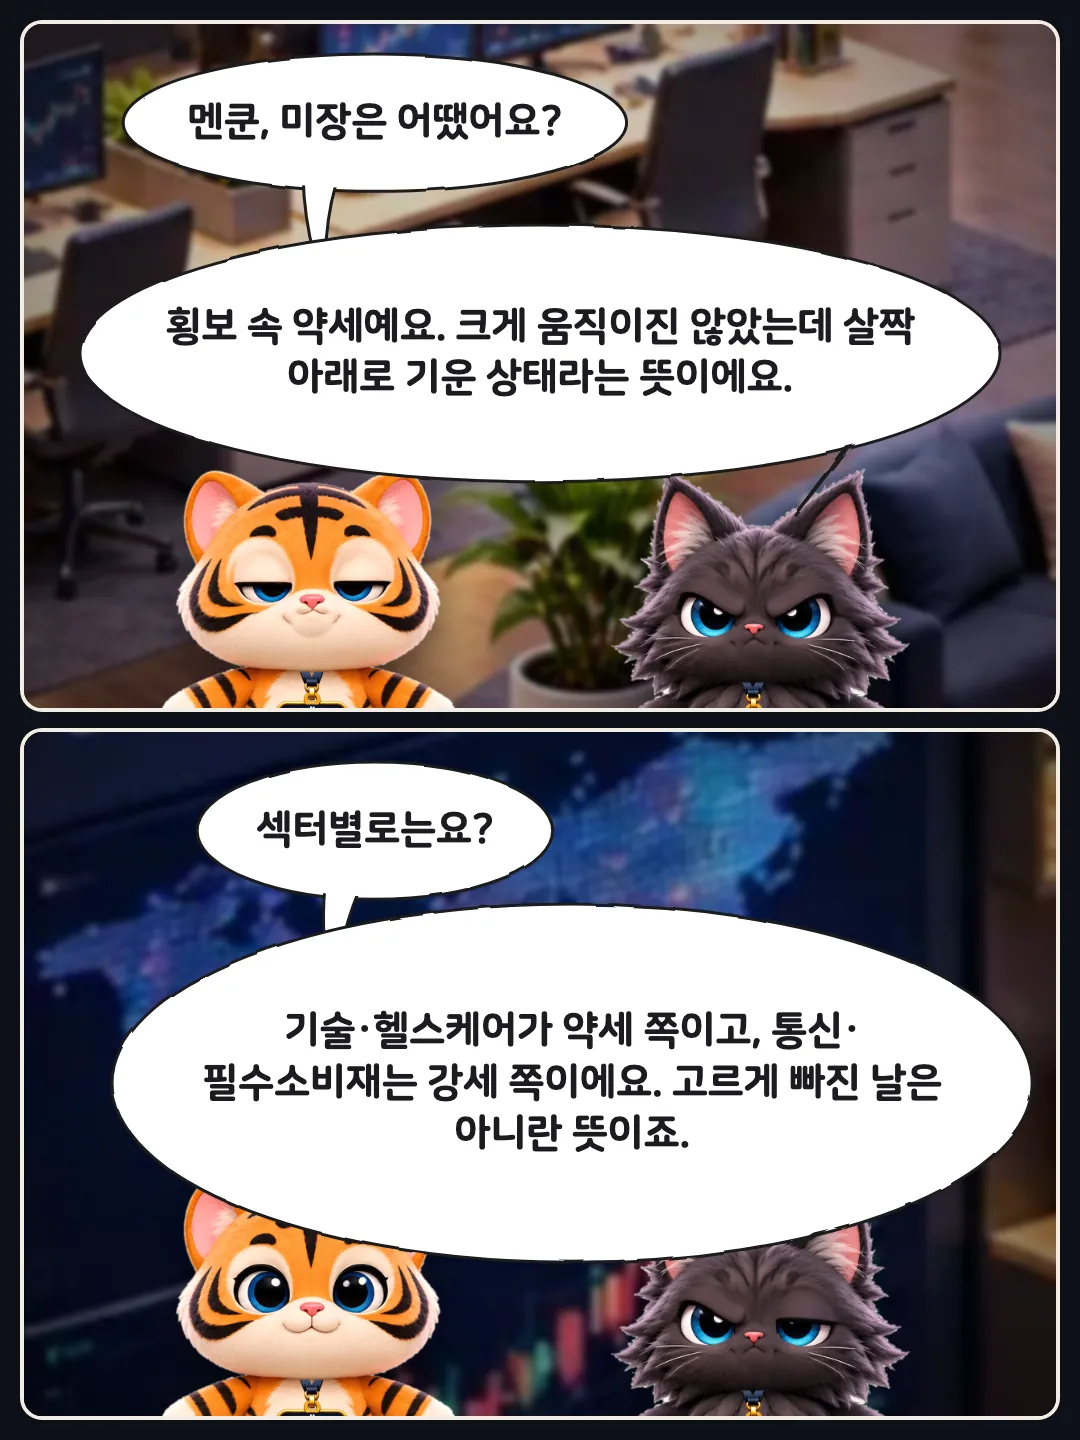 멘쿤, 미장은 어땠어요?
횡보 속 약세예요. 크게 움직이진 않았는데 살짝
아래로 기운 상태라는 뜻이에요.
섹터별로는요?
기술·헬스케어가 약세 쪽이고, 통신·
필수소비재는 강세 쪽이에요. 고르게 빠진 날은
아니란 뜻이죠.